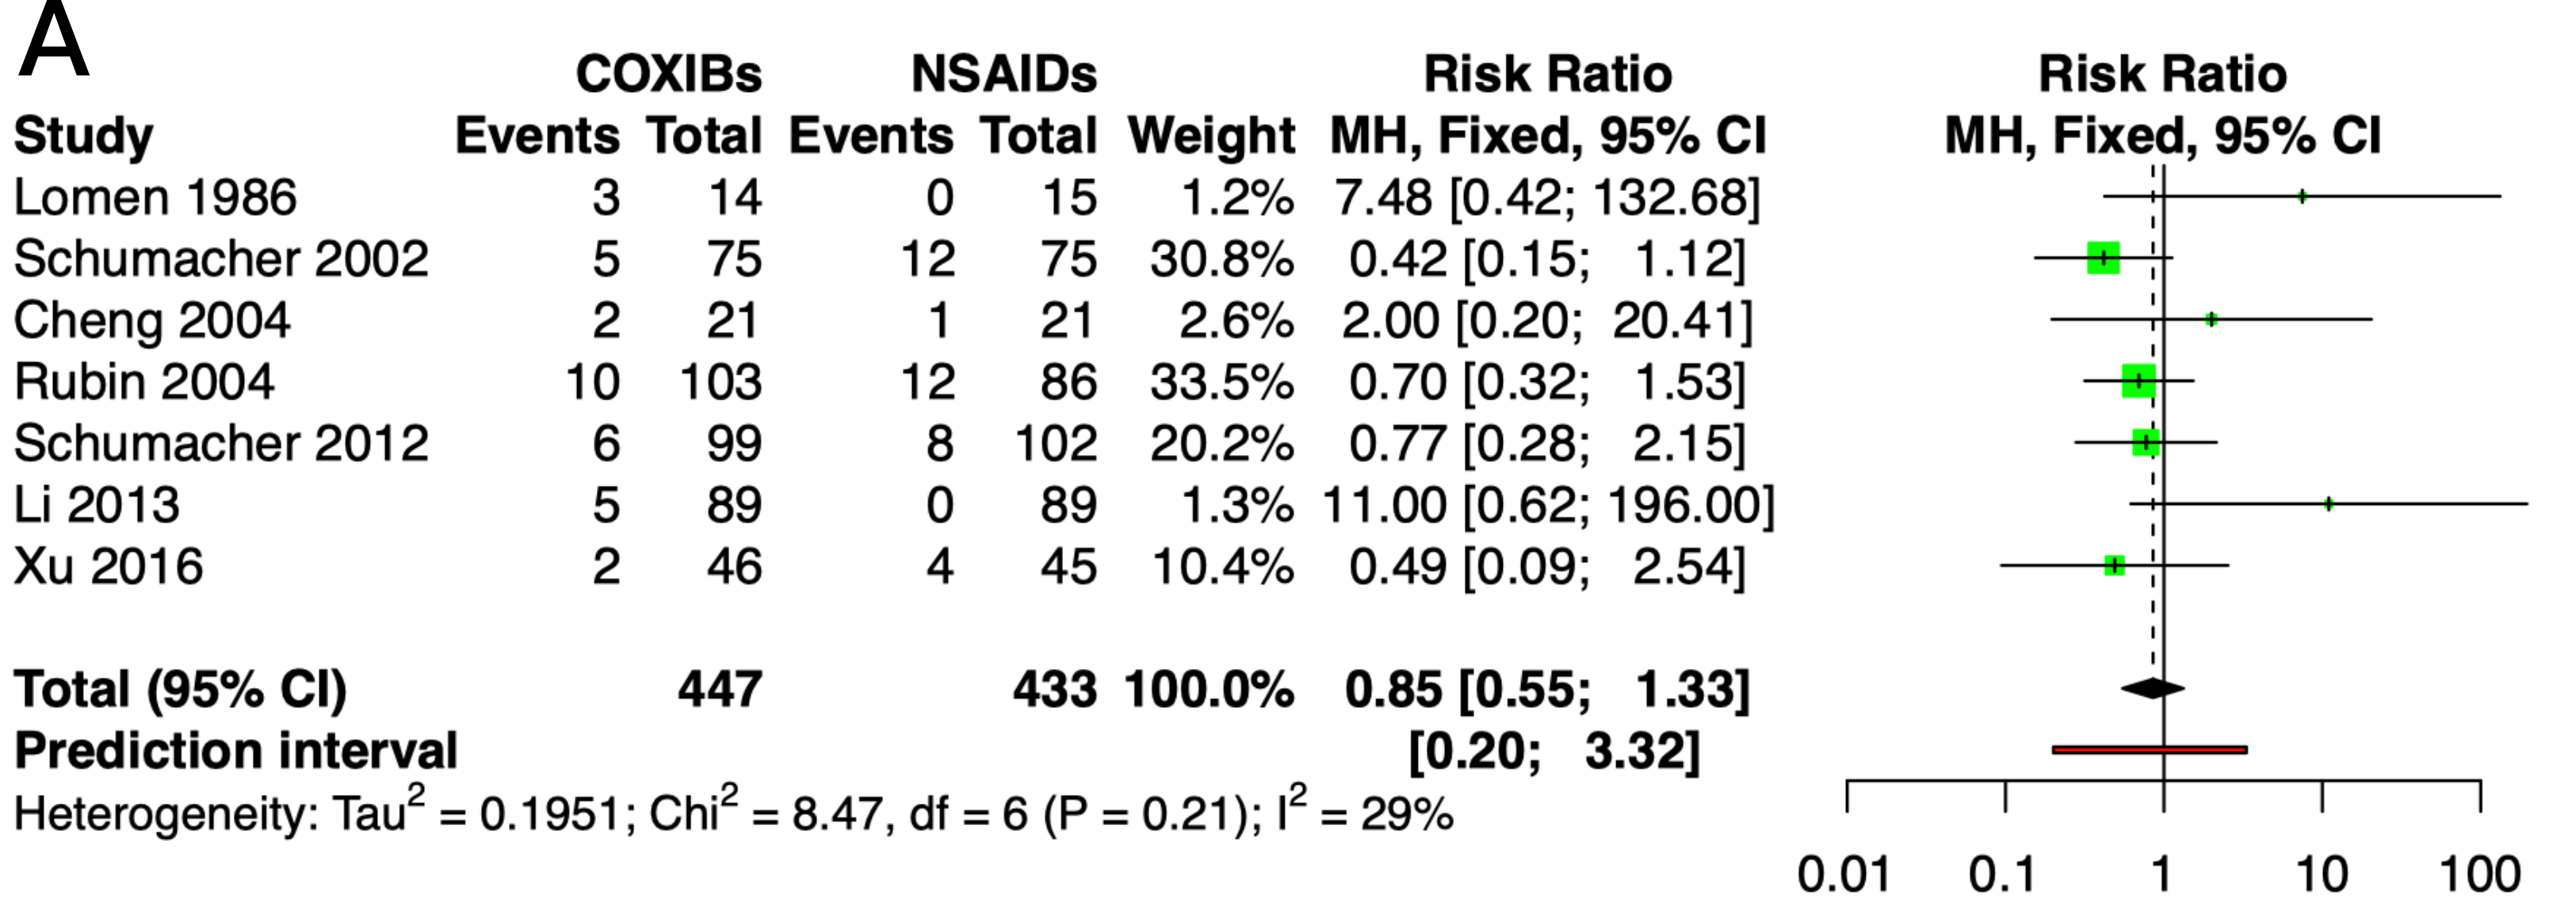 A
COXIBs NSAIDs Risk Ratio Risk Ratio
Study Events Total Events Total Weight MH, Fixed, 95% CI MH, Fixed, 95% CI
Lomen 1986 3 14 0 15 1.2% 7.48 [0.42; 132.68]
Schumacher 2002 5 75 12 75 30.8% 0.42 [0.15; 1.12]
Cheng 2004 2 21 1 21 2.6% 2.00 [0.20; 20.41]
Rubin 2004 10 103 12 86 33.5% 0.70 [0.32; 1.53]
Schumacher 2012 6 99 8 102 20.2% 0.77 [0.28; 2.15]
Li 2013 5 89 0 89 1.3% 11.00 [0.62; 196.00]
Xu 2016 2 46 4 45 10.4% 0.49 [0.09; 2.54]
Total (95% CI) 447 433 100.0% 0.85 [0.55; 1.33]
Prediction interval [0.20; 3.32]
Heterogeneity: Tau² = 0.1951; Chi² = 8.47, df = 6 (P = 0.21); I² = 29%
0.01 0.1 1 10 100